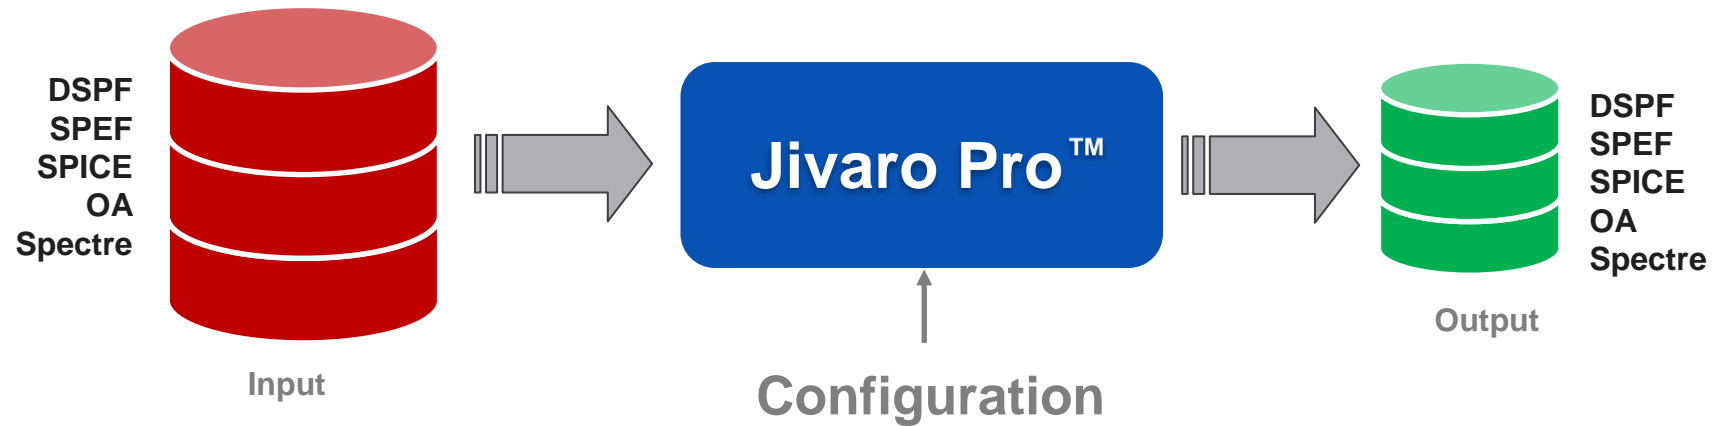 DSPF
SPEF
SPICE
OA
Spectre
Input
Jivaro Pro™
Configuration
DSPF
SPEF
SPICE
OA
Spectre
Output